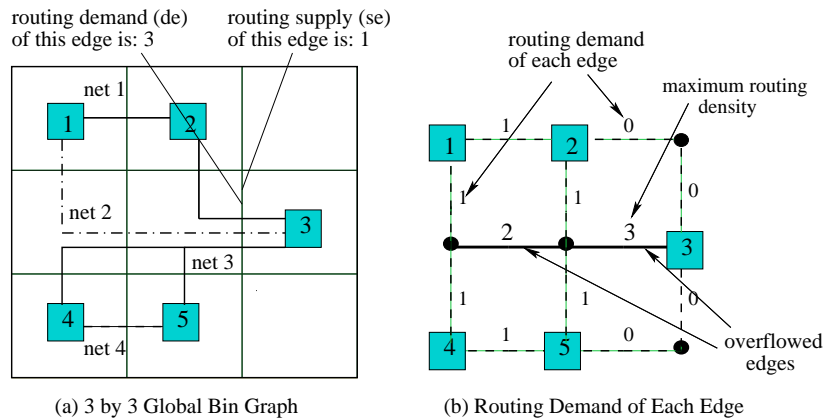 routing demand (de)
of this edge is: 3
routing supply (se)
of this edge is: 1
net 1
1
2
net 2
3
net 3
4
5
net 4
(a) 3 by 3 Global Bin Graph
routing demand
of each edge
maximum routing
density
1
0
1
2
1
1
0
2
3
3
1
1
0
4
1
5
0
overflowed
edges
(b) Routing Demand of Each Edge